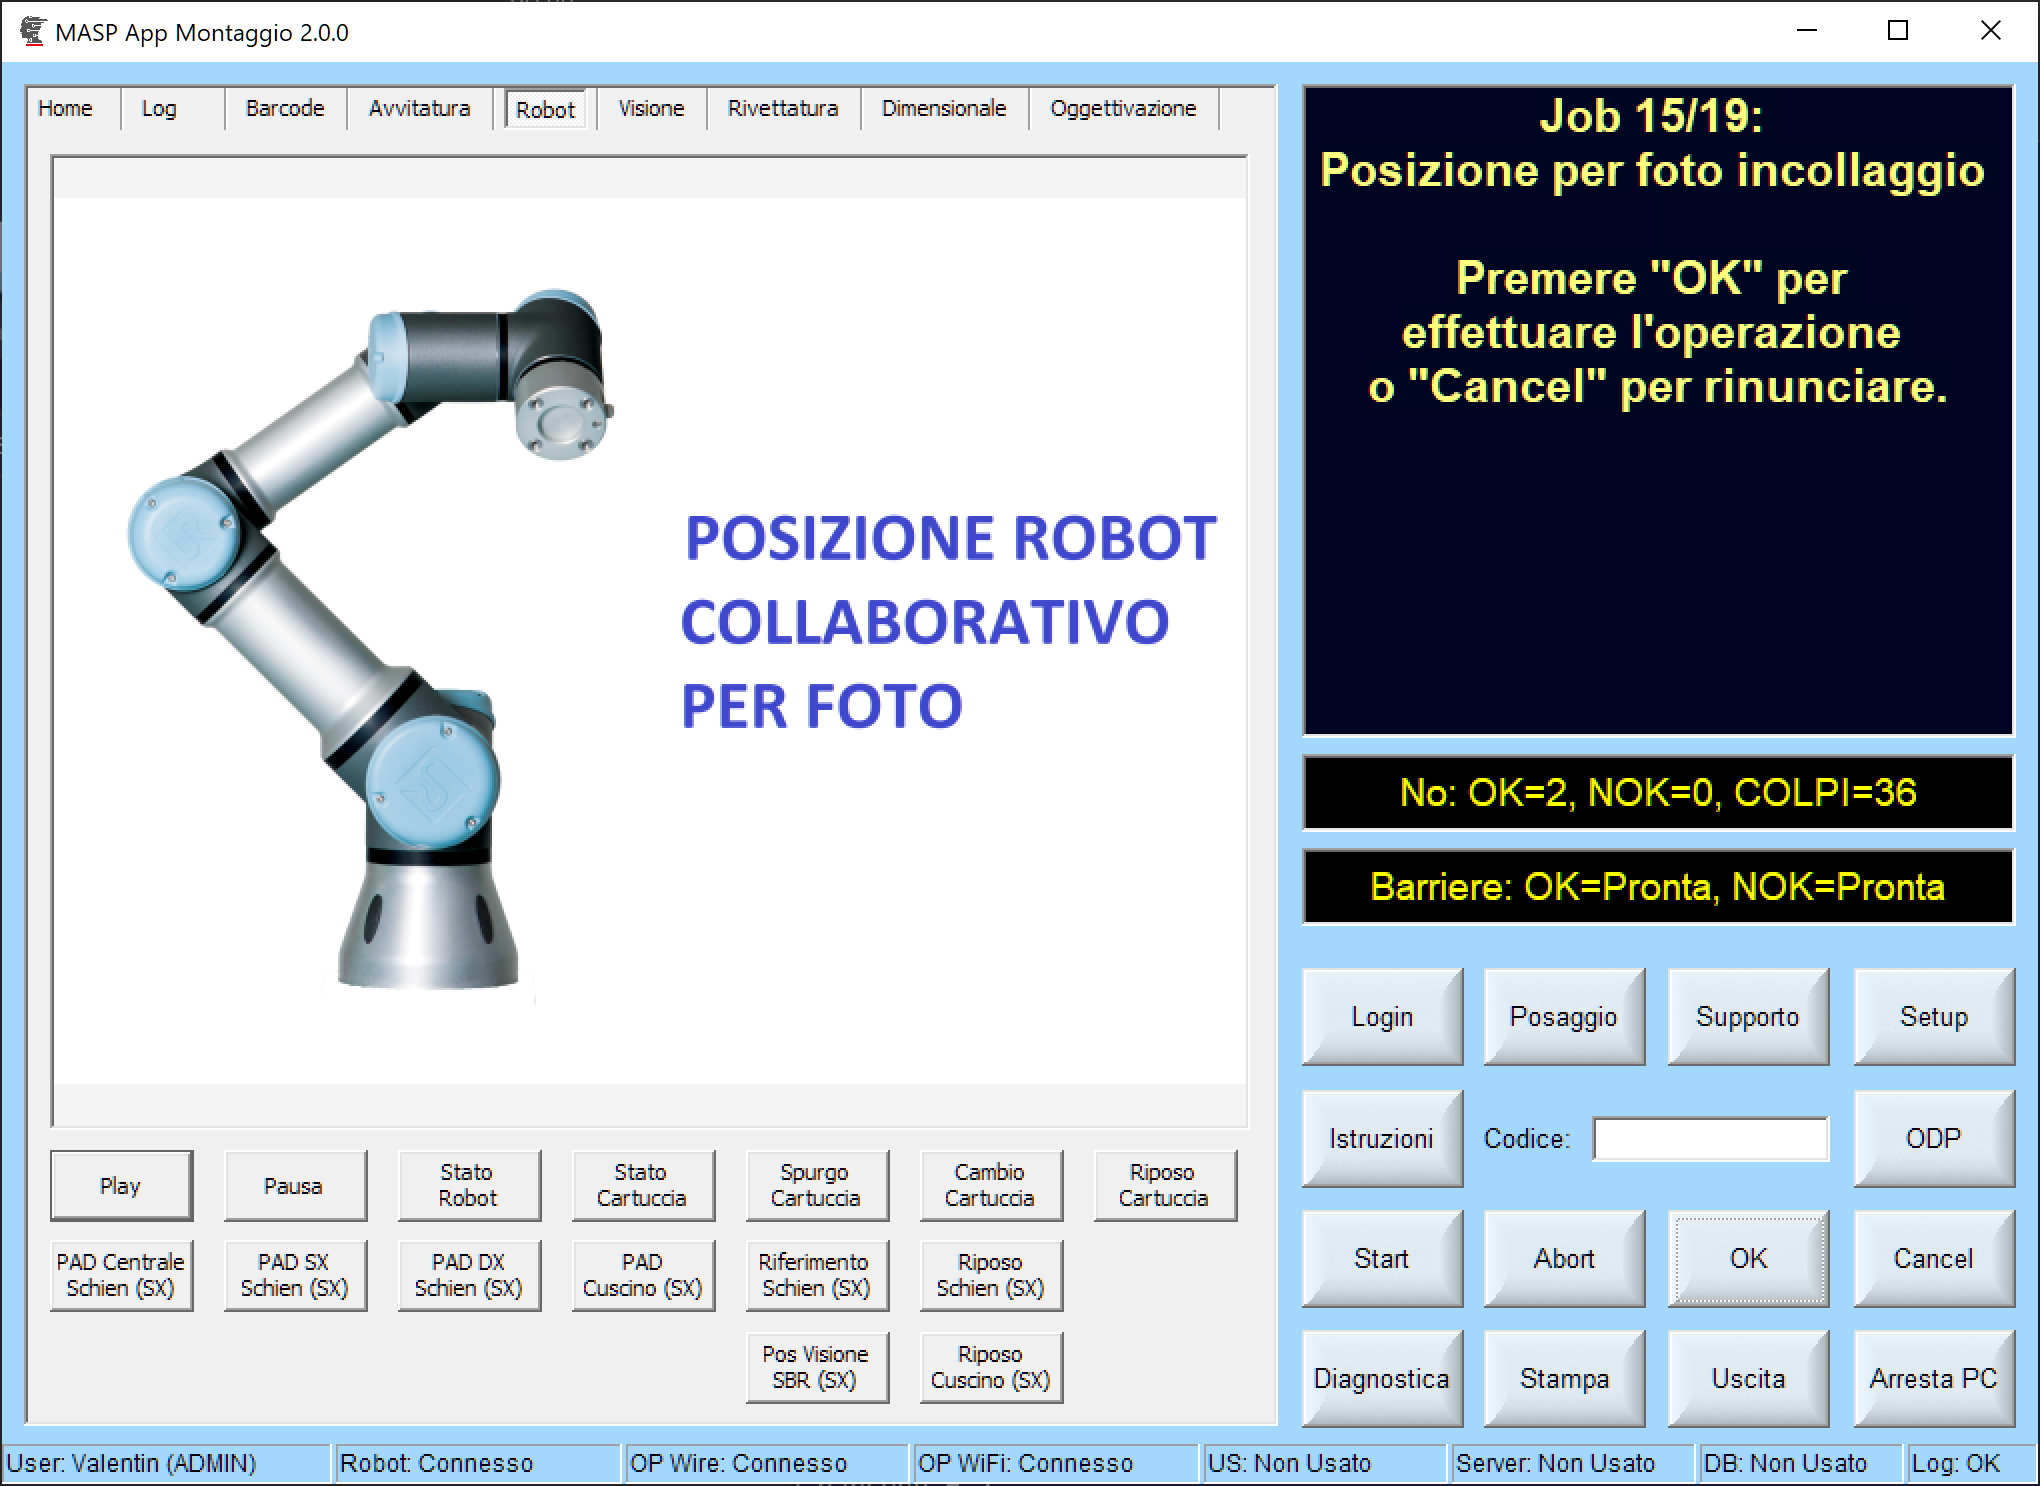 MASP App Montaggio 2.0.0
Home Log Barcode Avvitatura Robot Visione Rivettatura Dimensionale Oggettivazione
POSIZIONE ROBOT
COLLABORATIVO
PER FOTO
Play
Pausa
Stato
Robot
Stato
Cartuccia
Spurgo
Cartuccia
Cambio
Cartuccia
Riposo
Cartuccia
PAD Centrale
Schien (SX)
PAD SX
Schien (SX)
PAD DX
Schien (SX)
PAD
Cuscino (SX)
Riferimento
Schien (SX)
Riposo
Schien (SX)
Pos Visione
SBR (SX)
Riposo
Cuscino (SX)
Job 15/19:
Posizione per foto incollaggio
Premere "OK" per
effettuare l'operazione
o "Cancel" per rinunciare.
No: OK=2, NOK=0, COLPI=36
Barriere: OK=Pronta, NOK=Pronta
Login Posaggio Supporto Setup
Istruzioni Codice: ODP
Start Abort OK Cancel
Diagnostica Stampa Uscita Arresta PC
User: Valentin (ADMIN) Robot: Connesso OP Wire: Connesso OP WiFi: Connesso US: Non Usato Server: Non Usato DB: Non Usato Log: OK